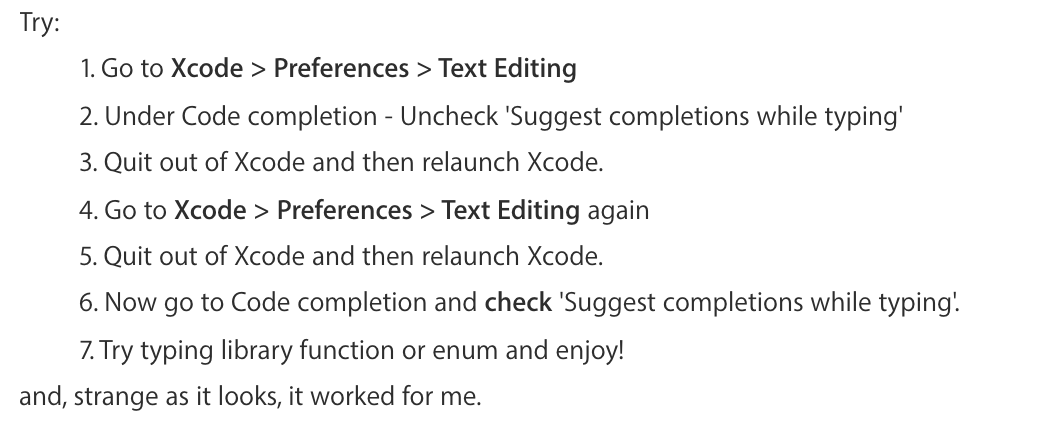 Try:
1. Go to Xcode > Preferences > Text Editing
2. Under Code completion - Uncheck 'Suggest completions while typing'
3. Quit out of Xcode and then relaunch Xcode.
4. Go to Xcode > Preferences > Text Editing again
5. Quit out of Xcode and then relaunch Xcode.
6. Now go to Code completion and check 'Suggest completions while typing'.
7. Try typing library function or enum and enjoy!
and, strange as it looks, it worked for me.